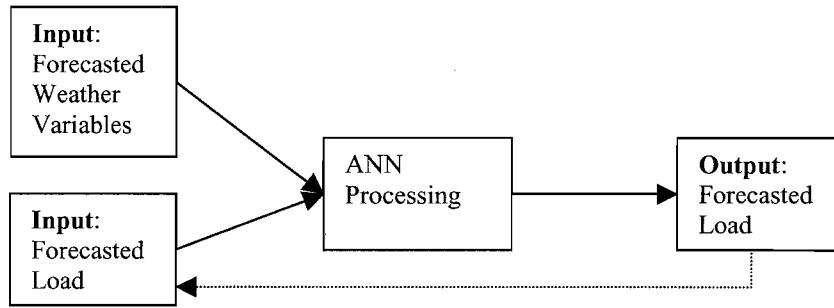 Input:
Forecasted
Weather
Variables
Input:
Forecasted
Load
ANN
Processing
Output:
Forecasted
Load